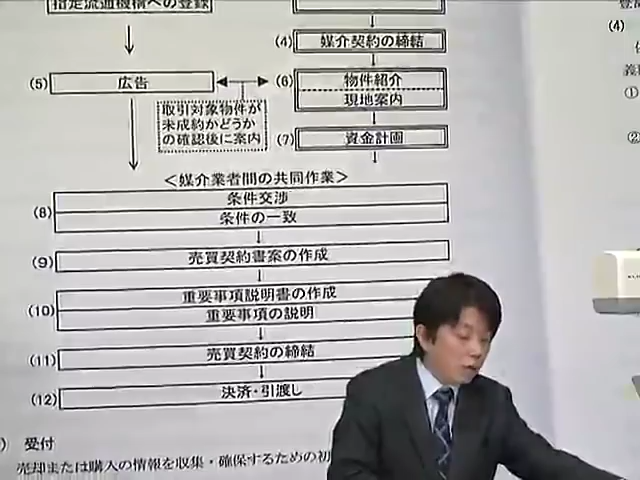 指定流通機構への登録
(4) 媒介契約の締結
(5) 広告
(6) 物件紹介
現地案内
取引対象物件が
未成約かどうか
の確認後に案内
(7) 資金計画
<媒介業者間の共同作業>
(8) 条件交渉
条件の一致
(9) 売買契約書案の作成
(10) 重要事項説明書の作成
重要事項の説明
(11) 売買契約の締結
(12) 決済・引渡し
) 受付
売却または購入の情報を収集・確保するための初
(4)
義
①
②